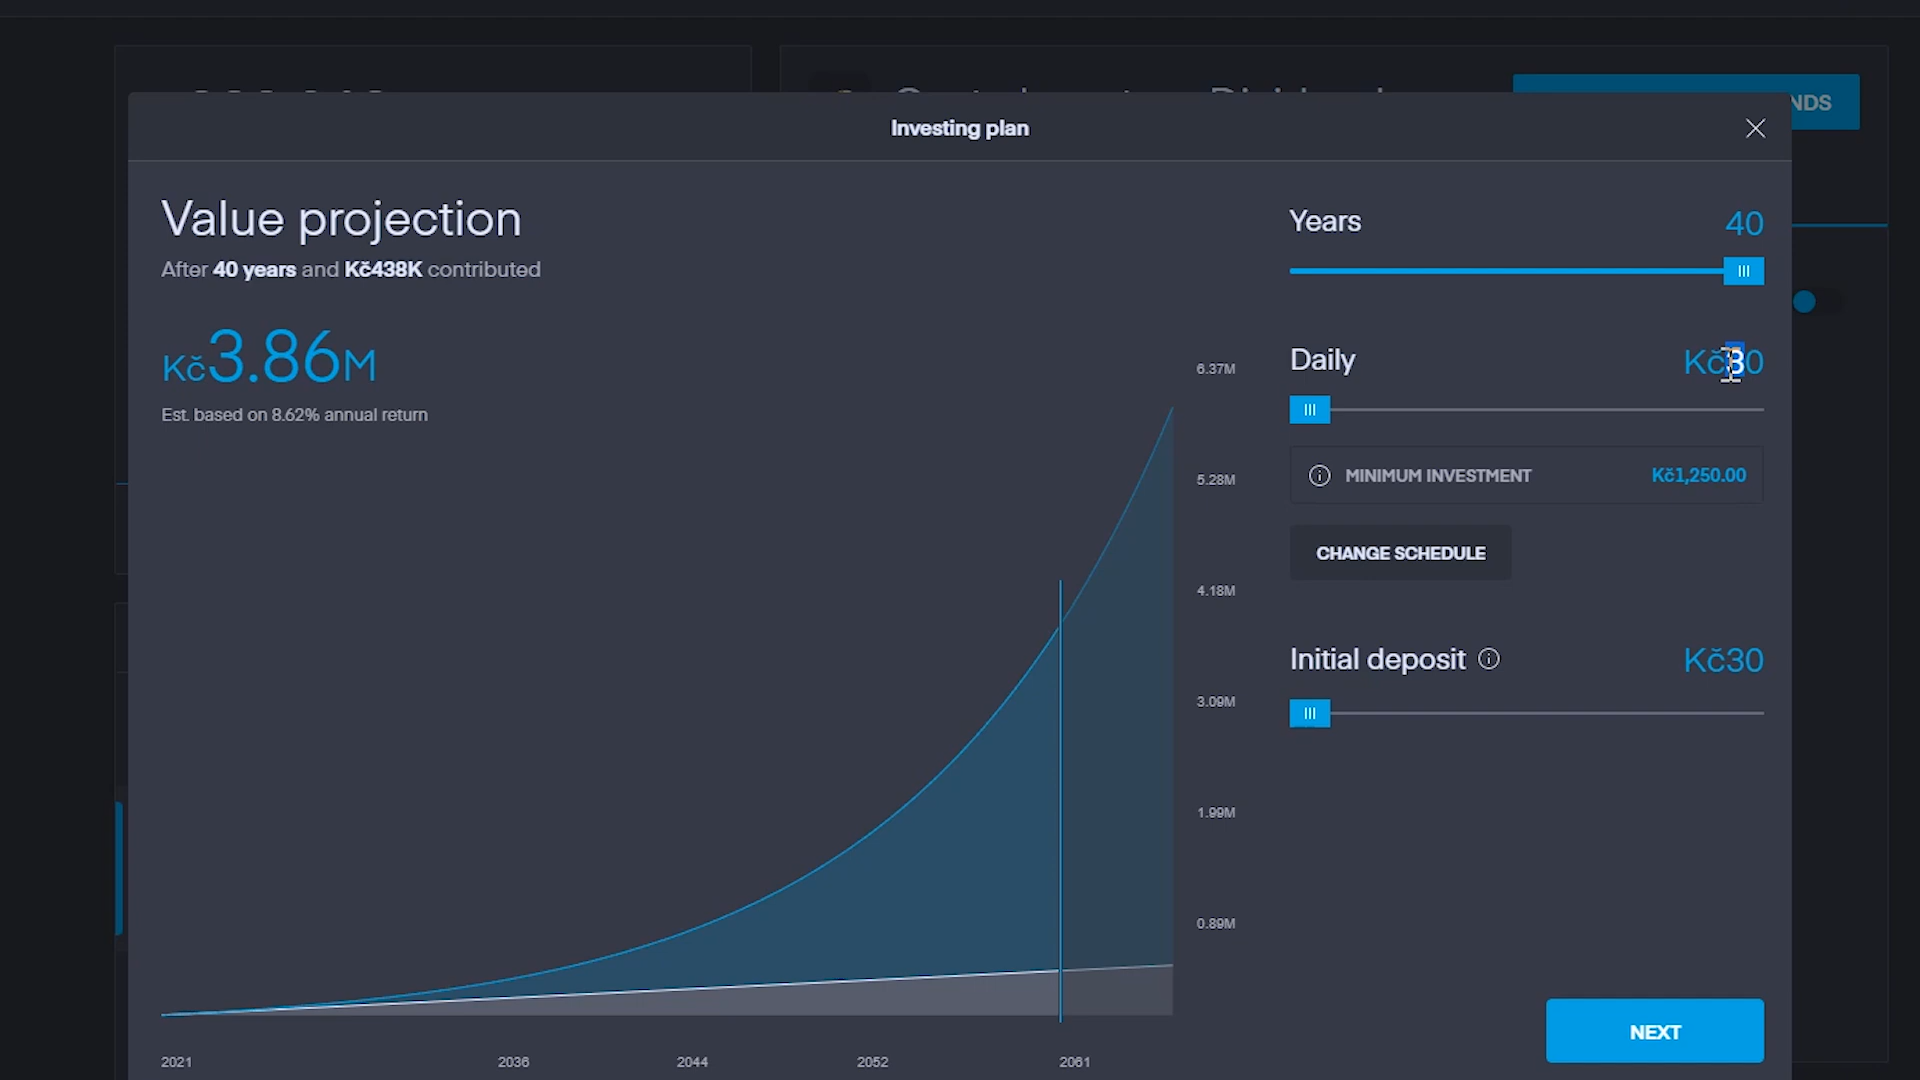 NDS
Investing plan
Value projection
After 40 years and Kč438K contributed
Kč3.86M
Est. based on 8.62% annual return
6.37M
5.28M
4.18M
3.09M
1.99M
0.89M
2021 2036 2044 2052 2061
Years 40
Daily Kč30
MINIMUM INVESTMENT Kč1,250.00
CHANGE SCHEDULE
Initial deposit Kč30
NEXT